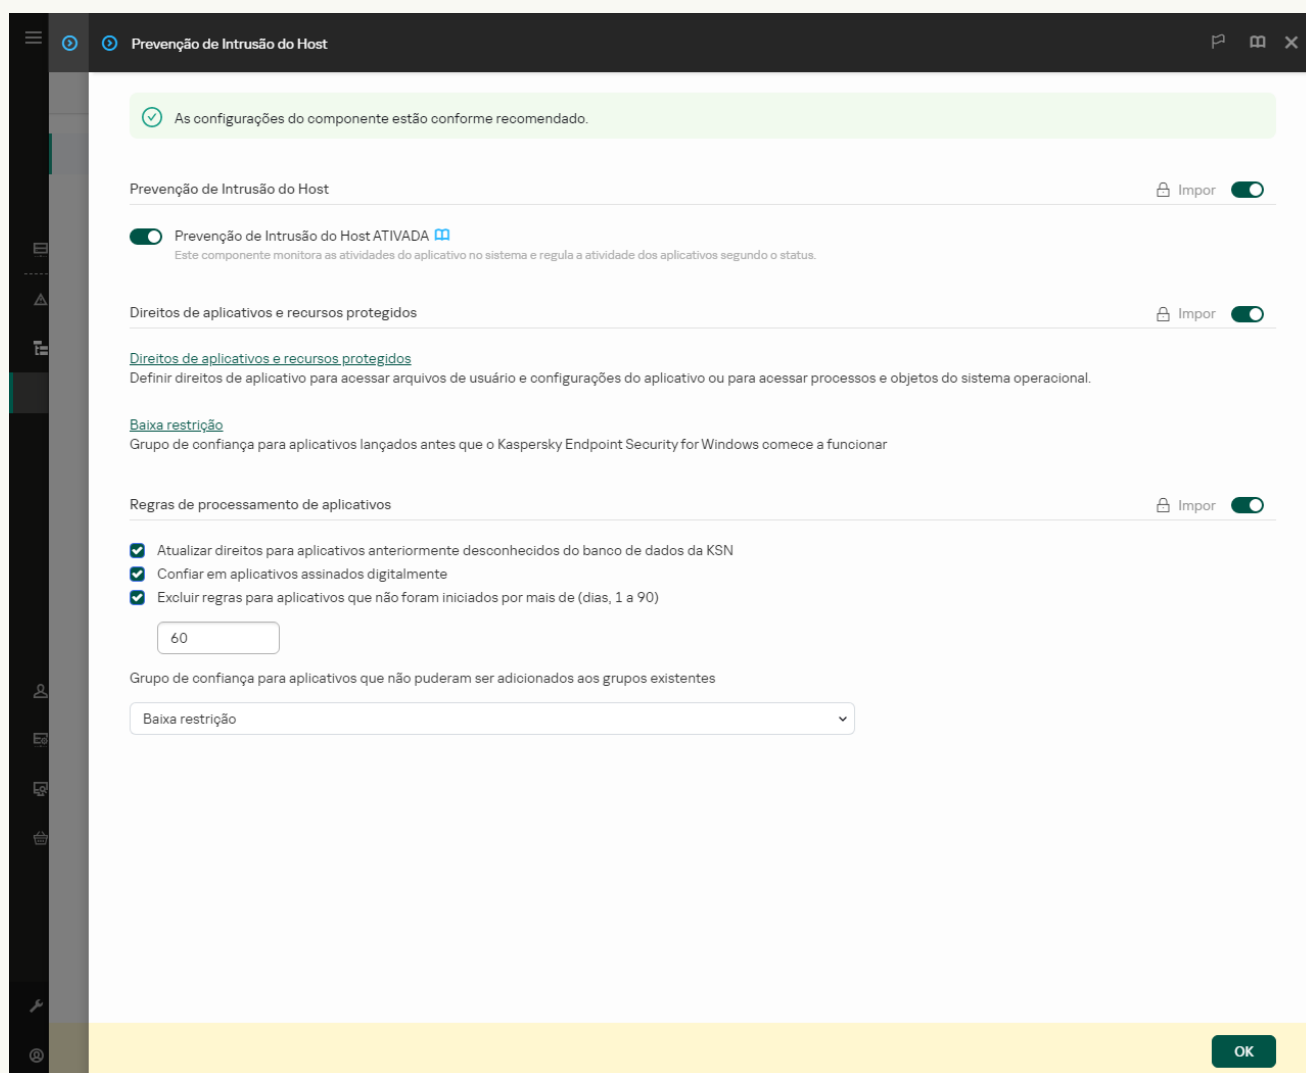 Prevenção de Intrusão do Host
As configurações do componente estão conforme recomendado.
Prevenção de Intrusão do Host
Impor
Prevenção de Intrusão do Host ATIVADA
Este componente monitora as atividades do aplicativo no sistema e regula a atividade dos aplicativos segundo o status.
Direitos de aplicativos e recursos protegidos
Impor
Direitos de aplicativos e recursos protegidos
Definir direitos de aplicativo para acessar arquivos de usuário e configurações do aplicativo ou para acessar processos e objetos do sistema operacional.
Baixa restrição
Grupo de confiança para aplicativos lançados antes que o Kaspersky Endpoint Security for Windows comece a funcionar
Regras de processamento de aplicativos
Impor
Atualizar direitos para aplicativos anteriormente desconhecidos do banco de dados da KSN
Confiar em aplicativos assinados digitalmente
Excluir regras para aplicativos que não foram iniciados por mais de (dias, 1 a 90)
60
Grupo de confiança para aplicativos que não puderam ser adicionados aos grupos existentes
Baixa restrição
OK